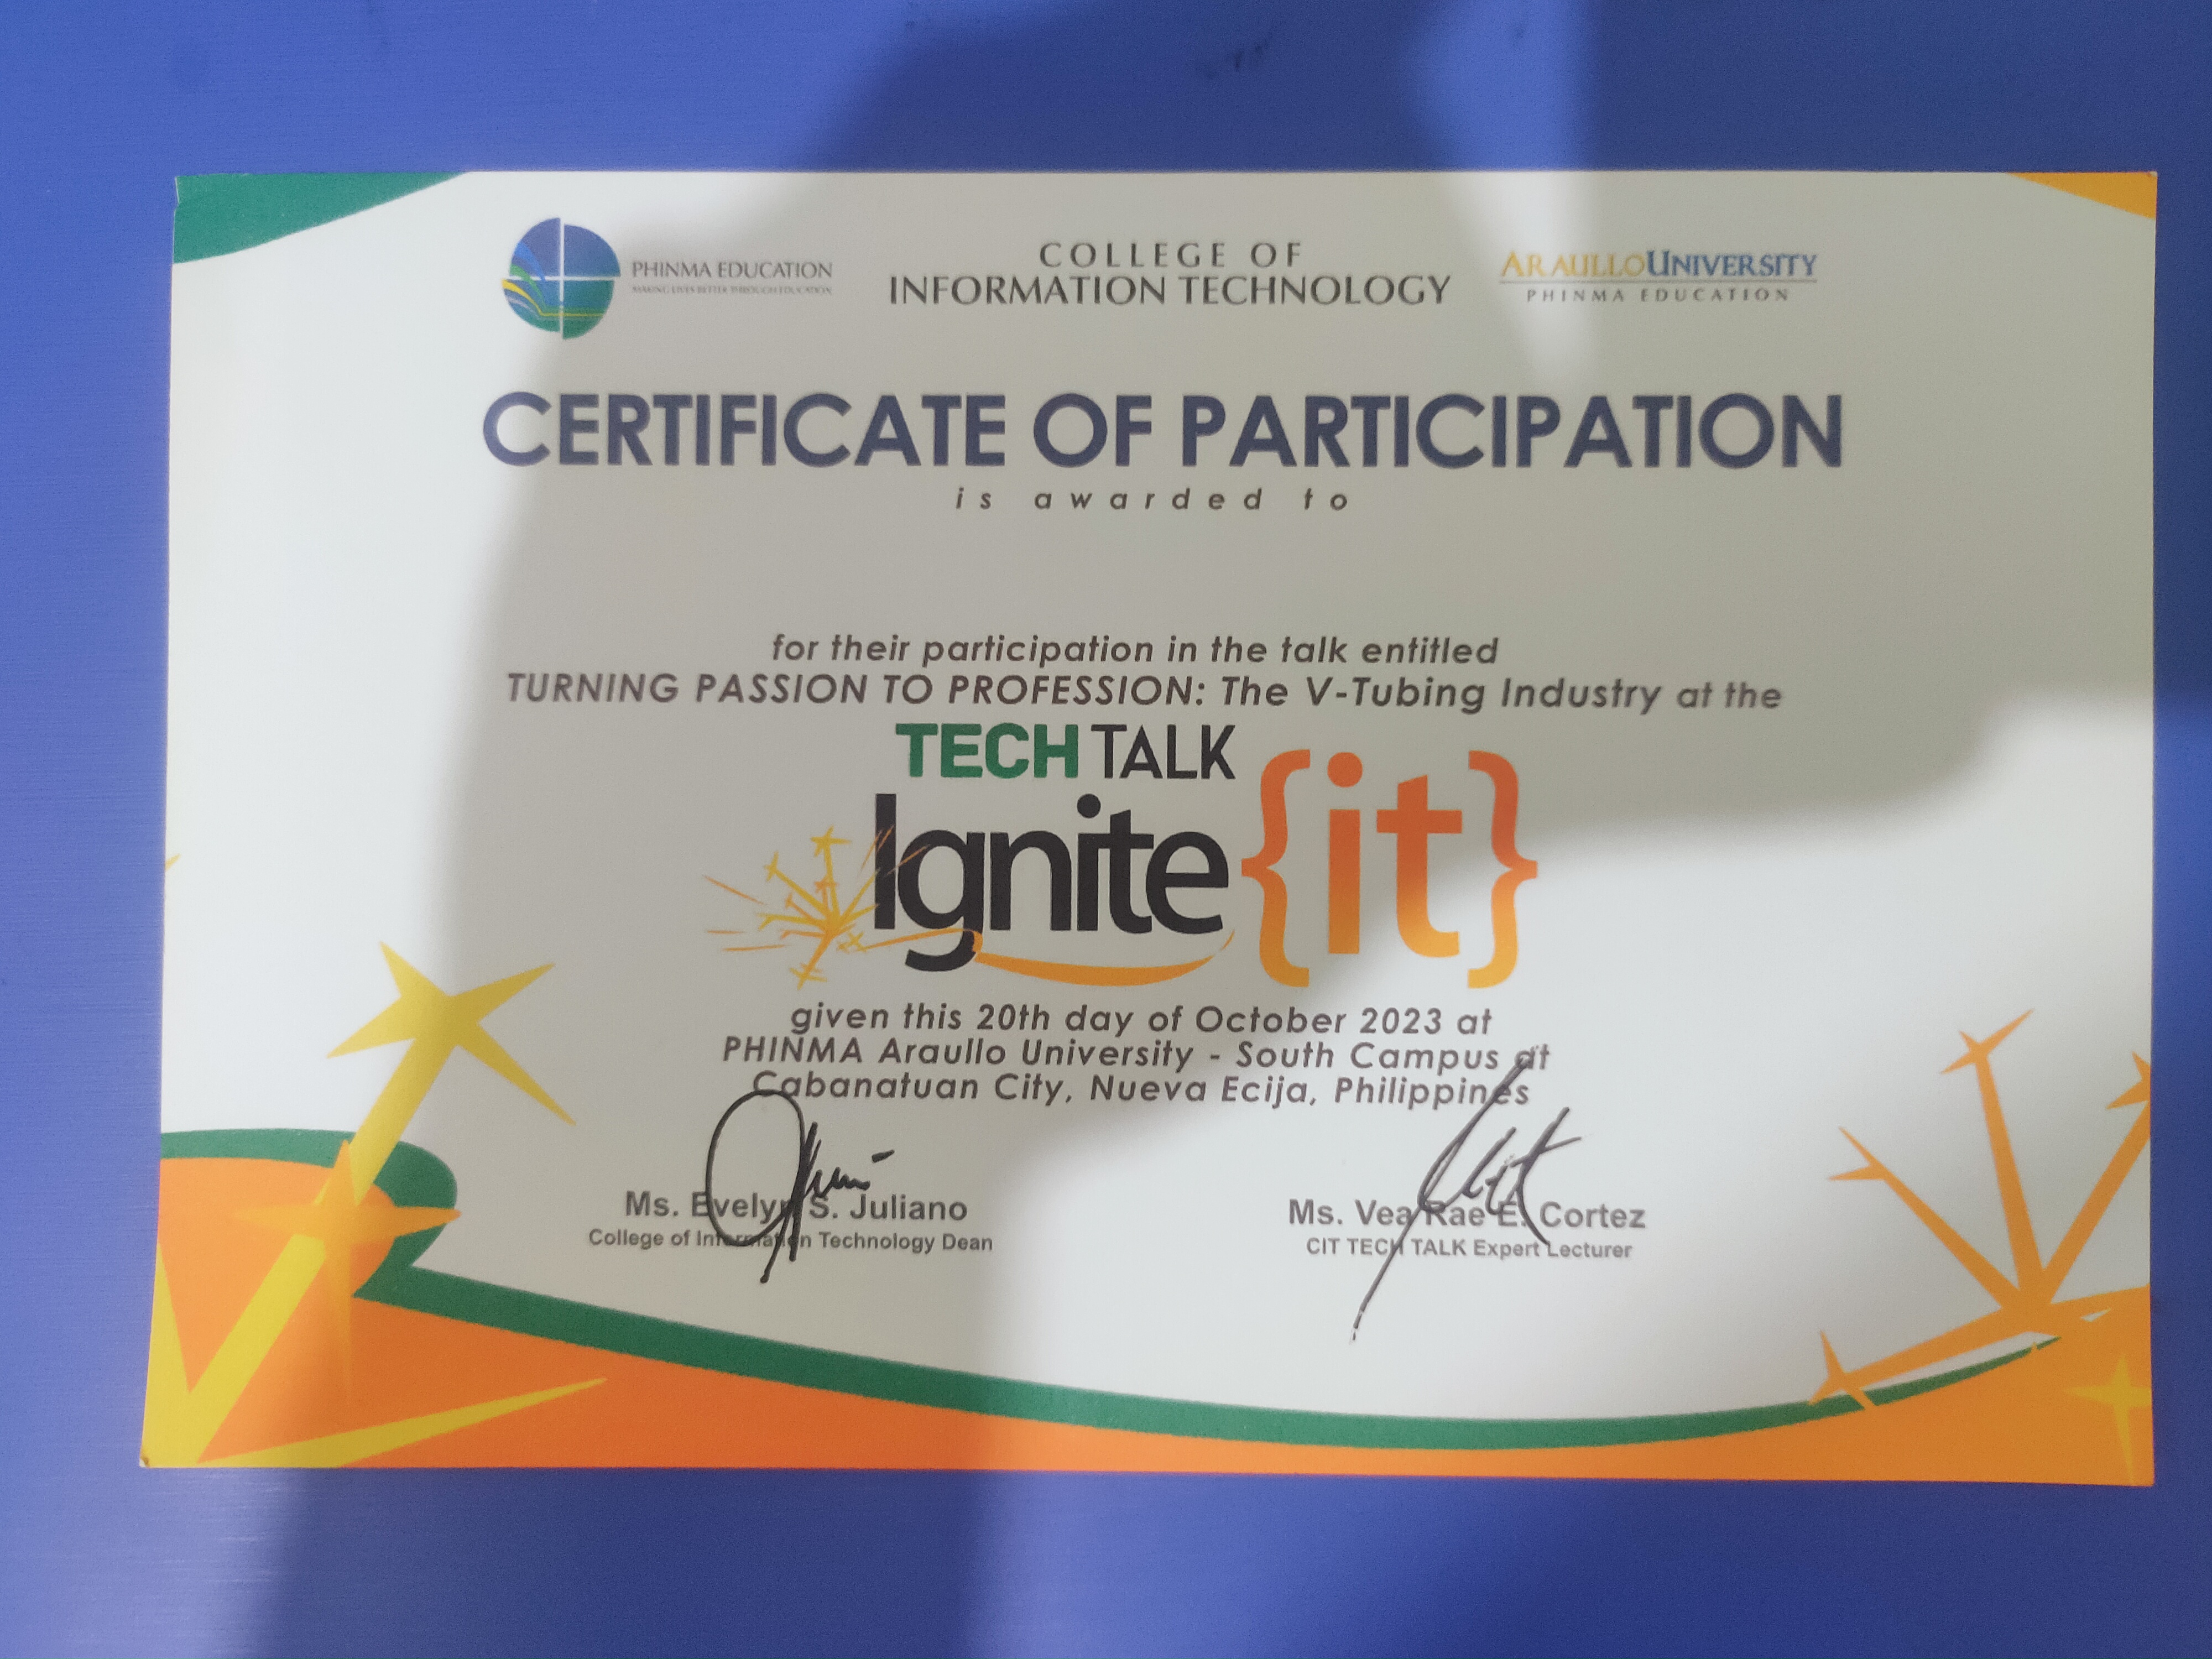 PHINMA EDUCATION
MAKING LIVES BETTER THROUGH EDUCATION
COLLEGE OF
INFORMATION TECHNOLOGY
ARAULLO UNIVERSITY
PHINMA EDUCATION
CERTIFICATE OF PARTICIPATION
is awarded to
for their participation in the talk entitled
TURNING PASSION TO PROFESSION: The V-Tubing Industry at the
TECH TALK
Ignite {it}
given this 20th day of October 2023 at
PHINMA Araullo University - South Campus at
Cabanatuan City, Nueva Ecija, Philippines
Ms. Evelyn S. Juliano
College of Information Technology Dean
Ms. Vea Rae E. Cortez
CIT TECH TALK Expert Lecturer